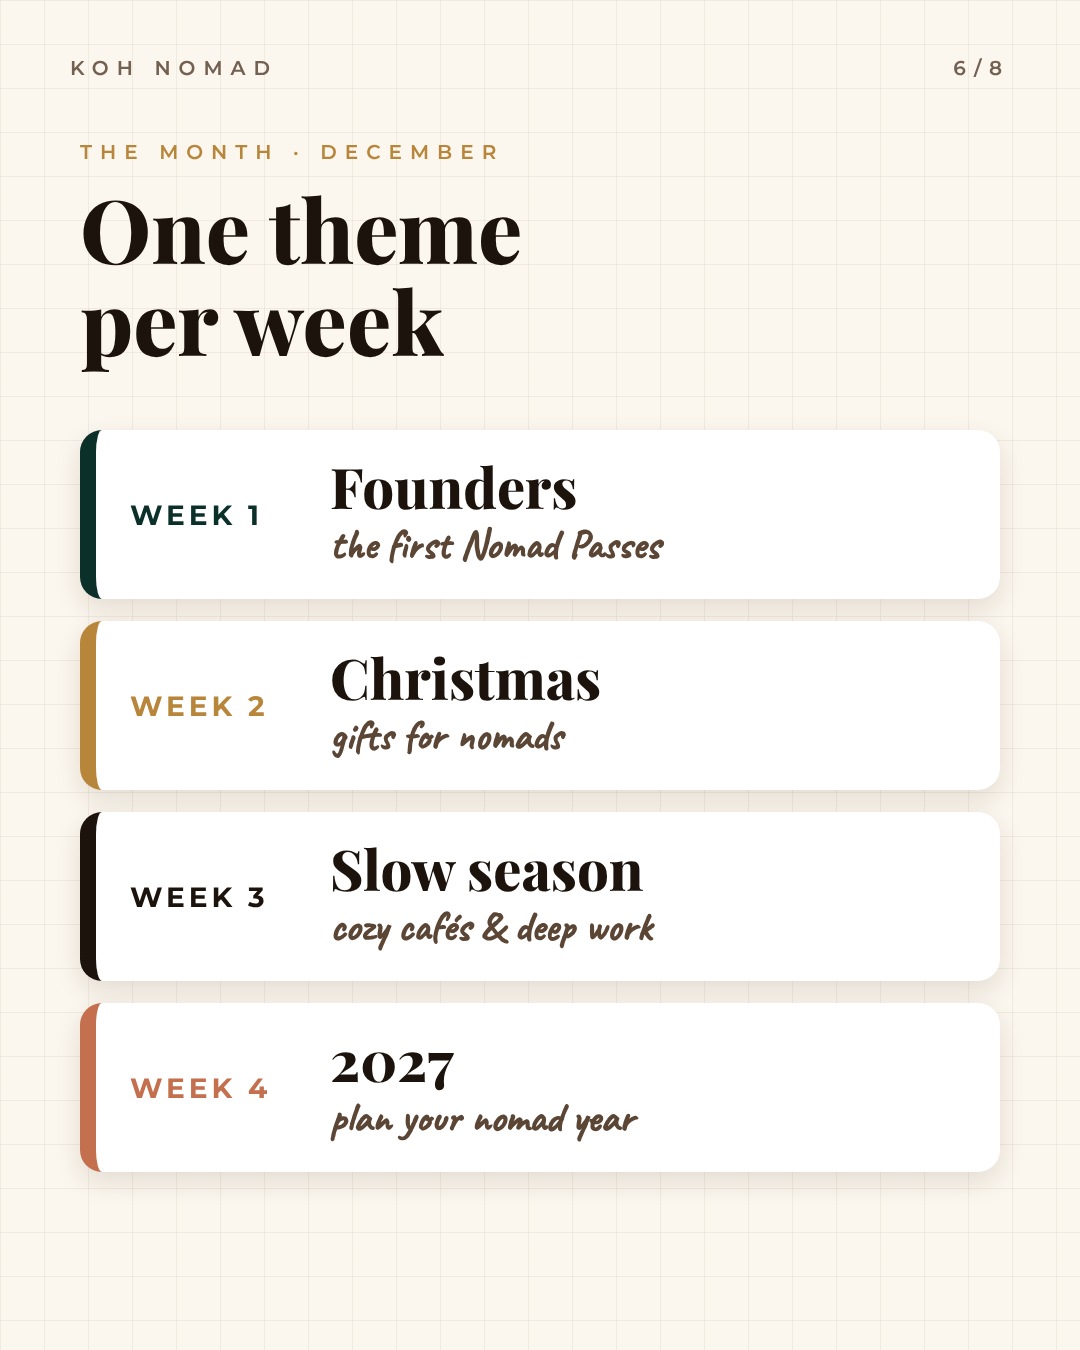 KOH NOMAD
6/8
THE MONTH · DECEMBER
One theme
per week
WEEK 1
Founders
the first Nomad Passes
WEEK 2
Christmas
gifts for nomads
WEEK 3
Slow season
cozy cafés & deep work
WEEK 4
2027
plan your nomad year